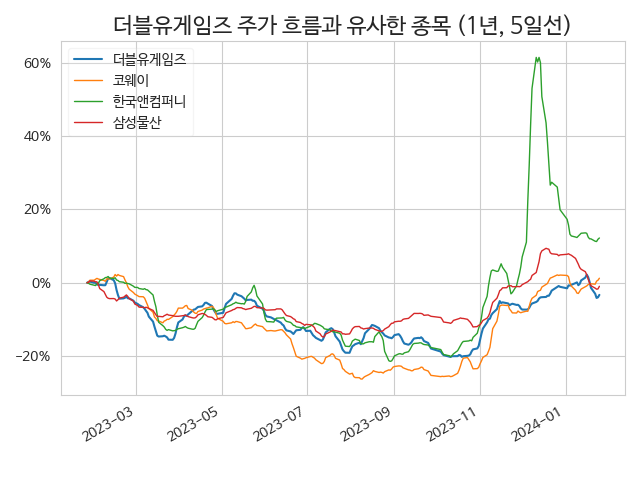 더블유게임즈 주가 흐름과 유사한 종목 (1년, 5일선)
더블유게임즈
코웨이
한국앤컴퍼니
삼성물산
60%
40%
20%
0%
−20%
2023−03
2023−05
2023−07
2023−09
2023−11
2024−01